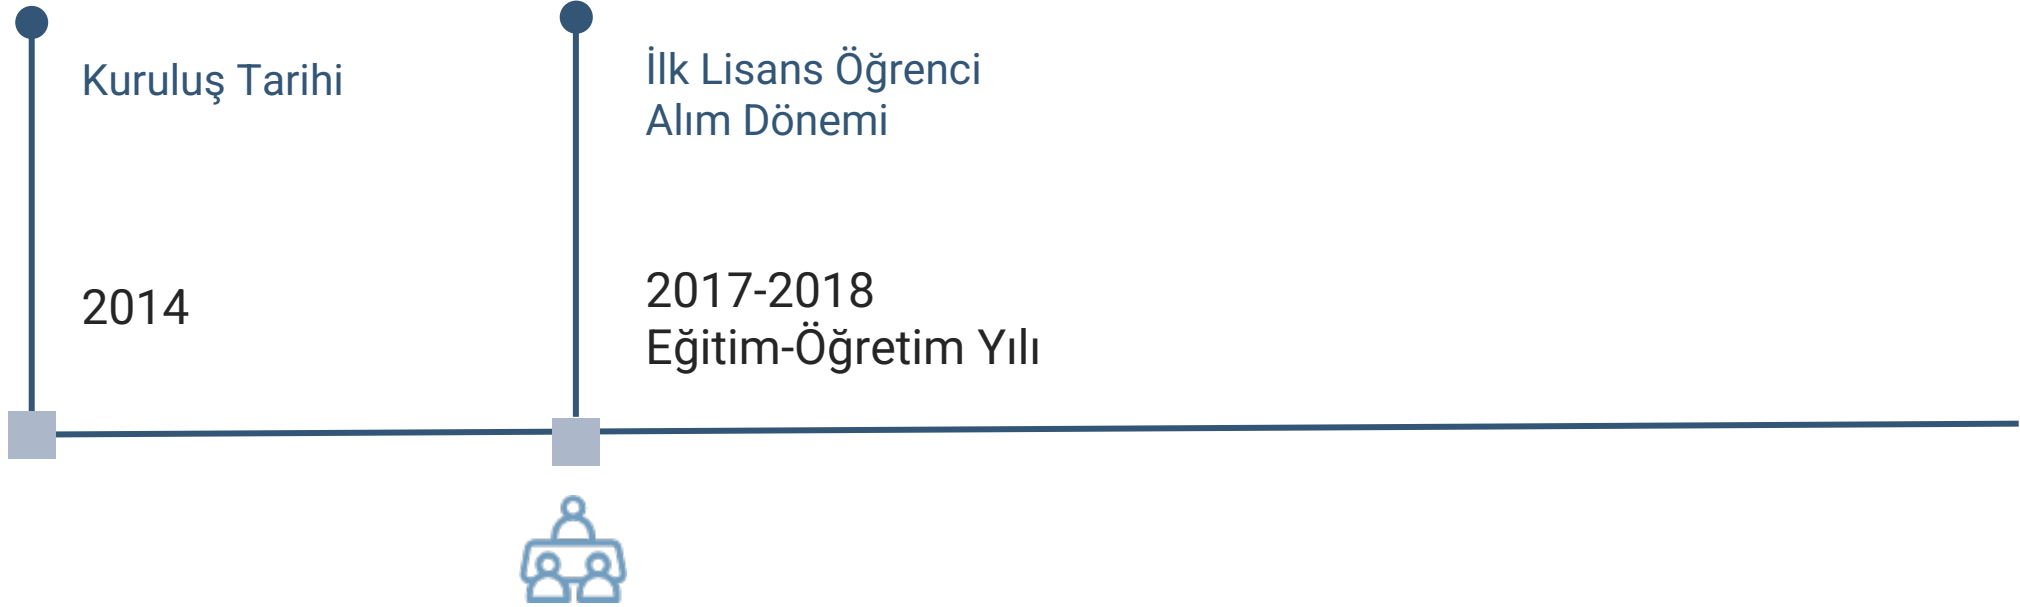 Kuruluş Tarihi
2014
İlk Lisans Öğrenci
Alım Dönemi
2017-2018
Eğitim-Öğretim Yılı